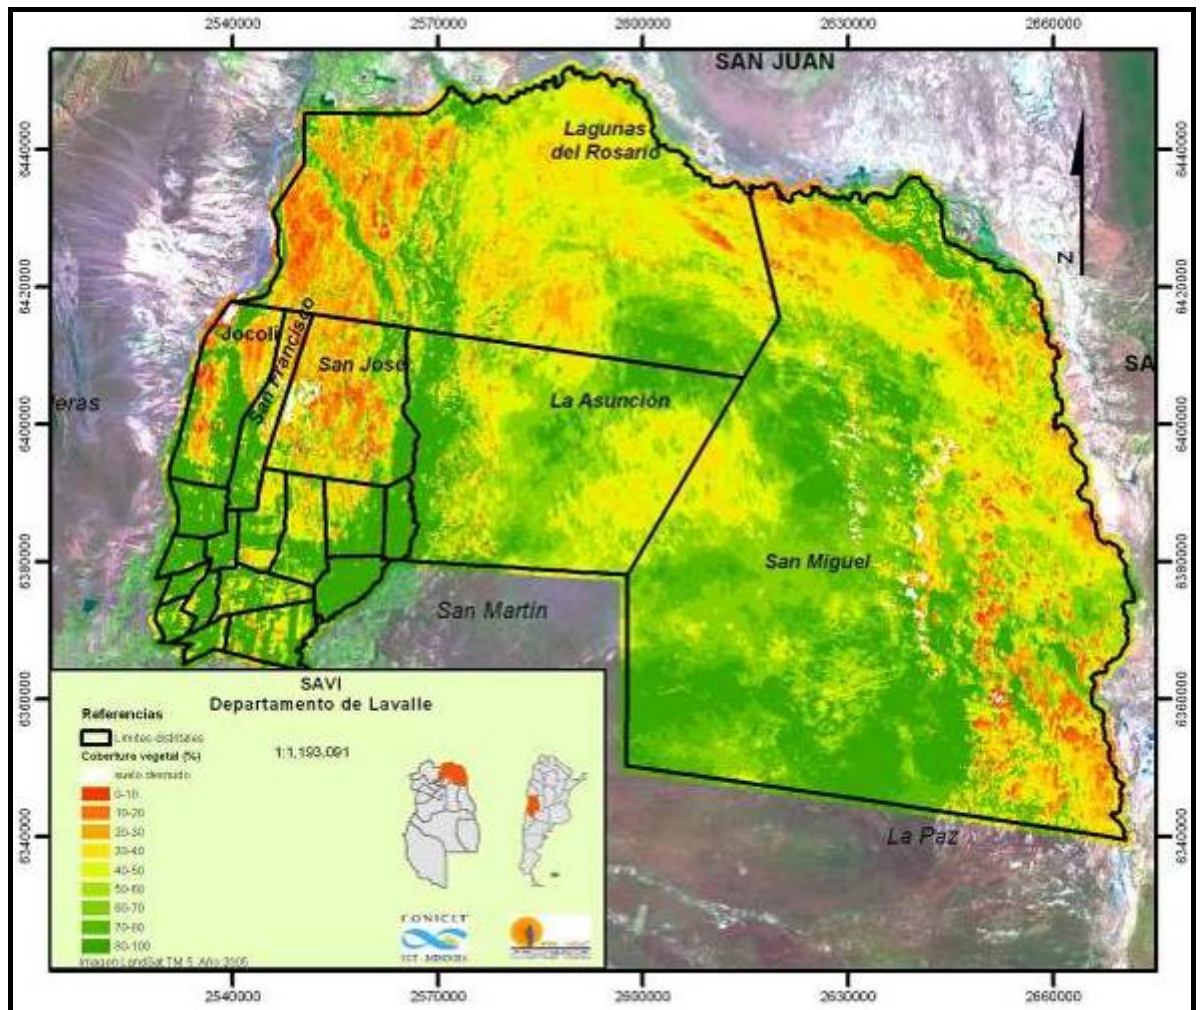 2540000
2570000
2600000
2630000
2660000
SAN JUAN
6440000
Lagunas
del Rosario
6440000
N
6420000
6420000
Jocoli
San Francisco
San José
SA
La Asunción
eras
6400000
6400000
6380000
San Miguel
6380000
San Martín
SAVI
Departamento de Lavalle
6360000
6360000
Referencias
Límites distritales
1:1,193,091
Cobertura vegetal (%)
suelo desnudo
0-10
10-20
20-30
30-40
40-50
50-60
60-70
70-80
80-100
La Paz
6340000
6340000
CONICET
Imagen LandSat TM 5. Año 2005
2540000
2570000
2600000
2630000
2660000